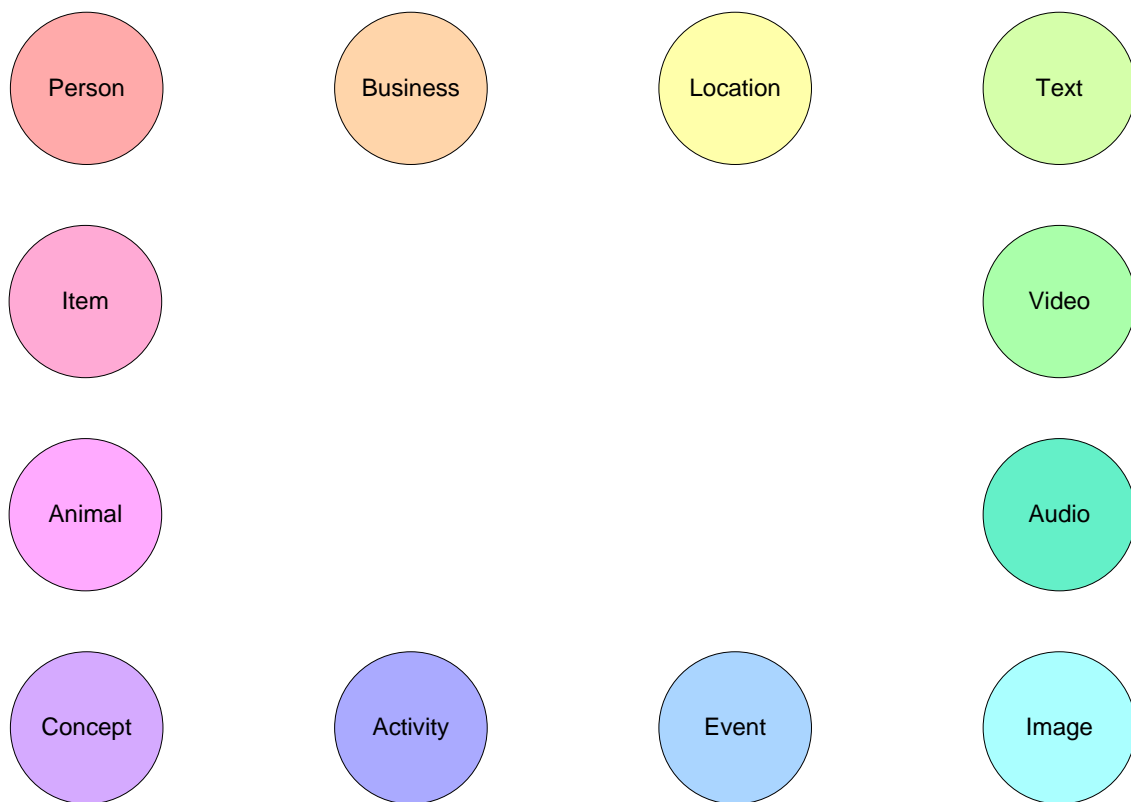 Person
Business
Location
Text
Item
Video
Animal
Audio
Concept
Activity
Event
Image